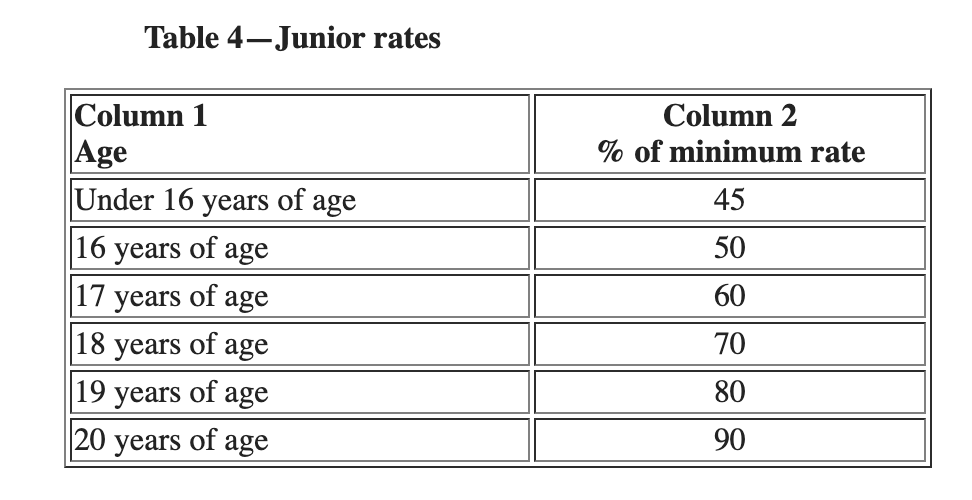 Table 4—Junior rates
Column 1
Age
Column 2
% of minimum rate
Under 16 years of age 45
16 years of age 50
17 years of age 60
18 years of age 70
19 years of age 80
20 years of age 90